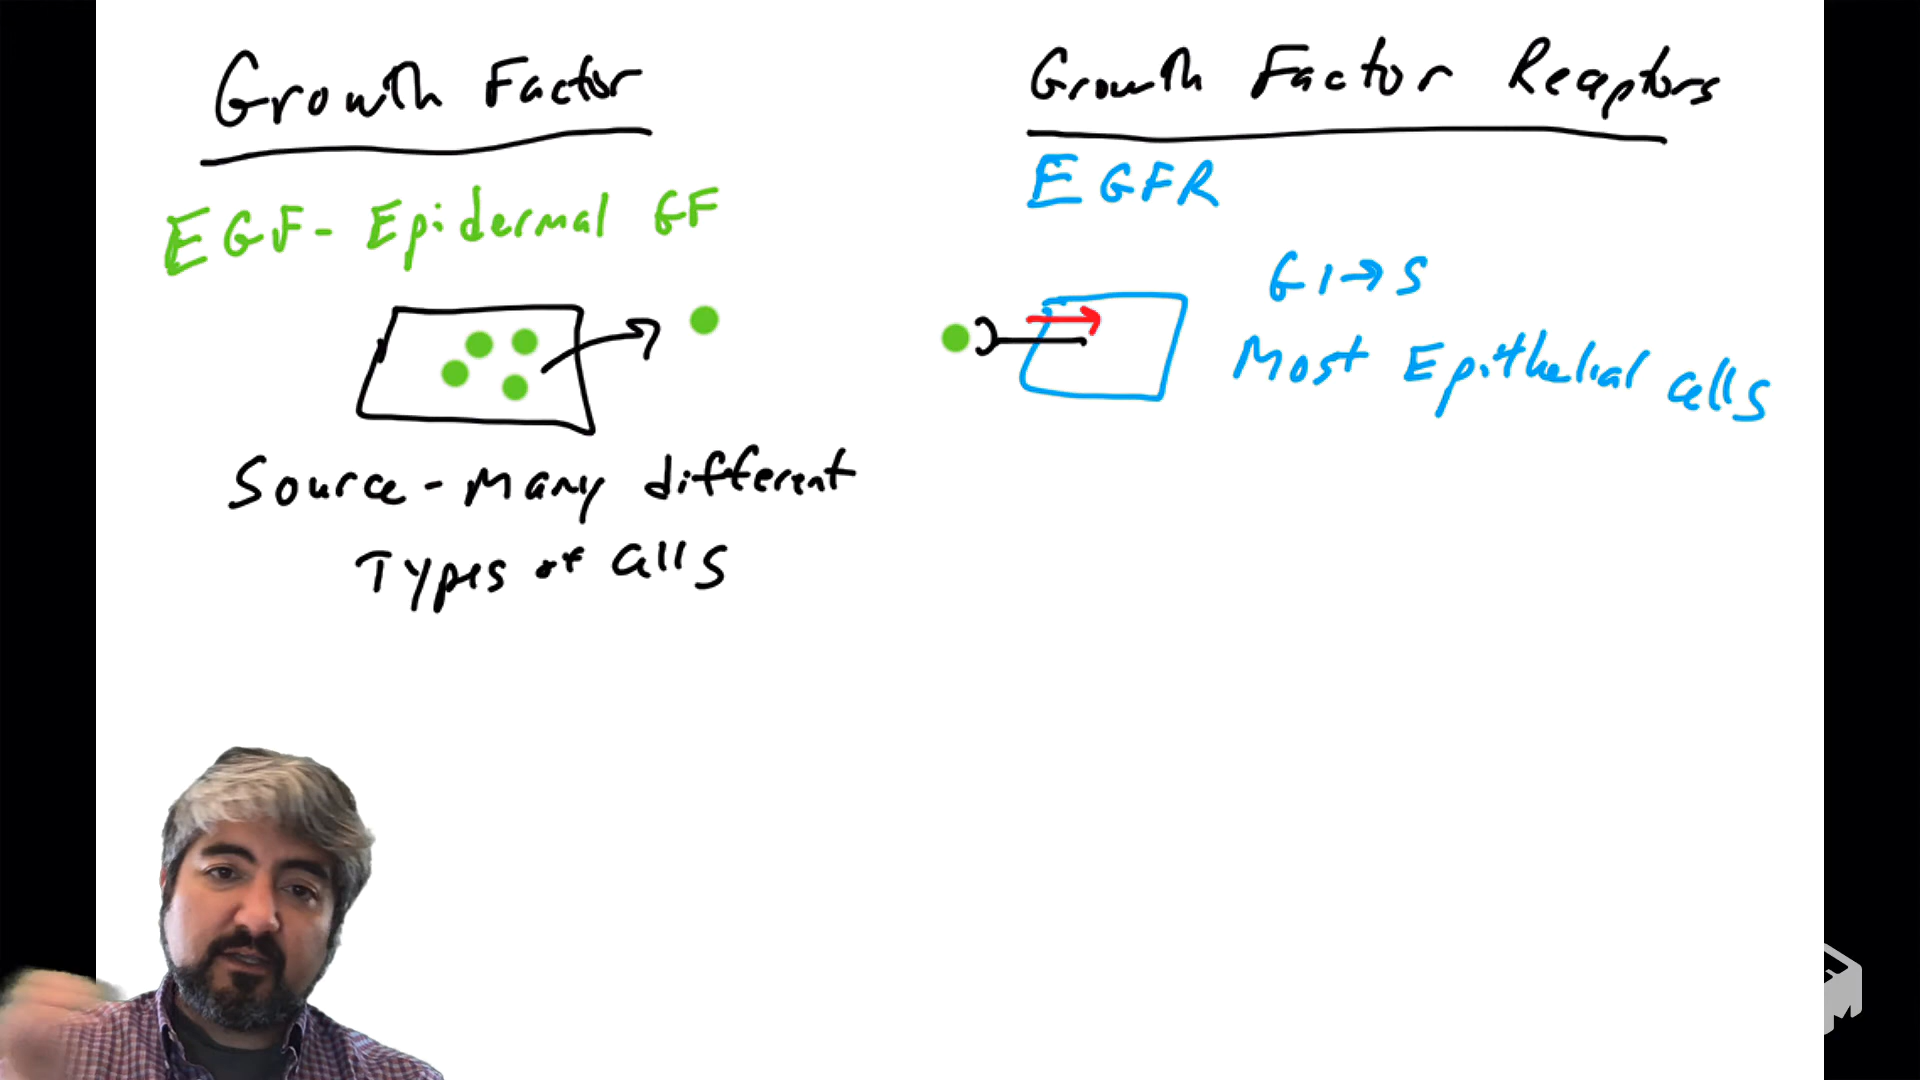 Growth Factor
EGF - Epidermal GF
Source - Many different
Types of cells
Growth Factor Receptors
EGFR
G1→S
Most Epithelial cells